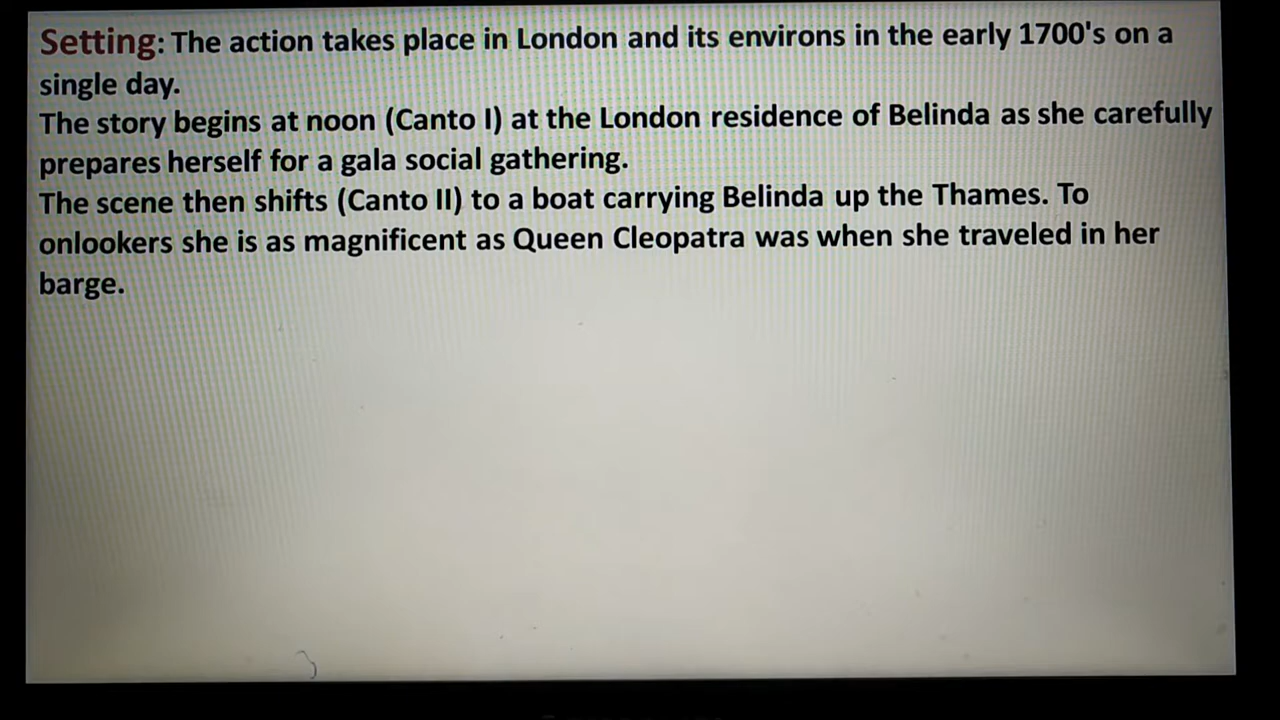 Setting: The action takes place in London and its environs in the early 1700's on a
single day.
The story begins at noon (Canto I) at the London residence of Belinda as she carefully
prepares herself for a gala social gathering.
The scene then shifts (Canto II) to a boat carrying Belinda up the Thames. To
onlookers she is as magnificent as Queen Cleopatra was when she traveled in her
barge.